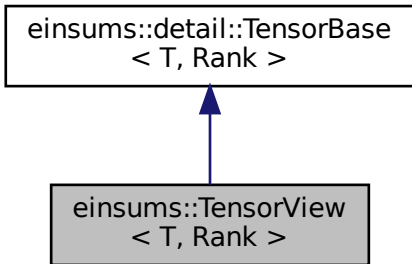 einsums::detail::TensorBase
< T, Rank >
einsums::TensorView
< T, Rank >